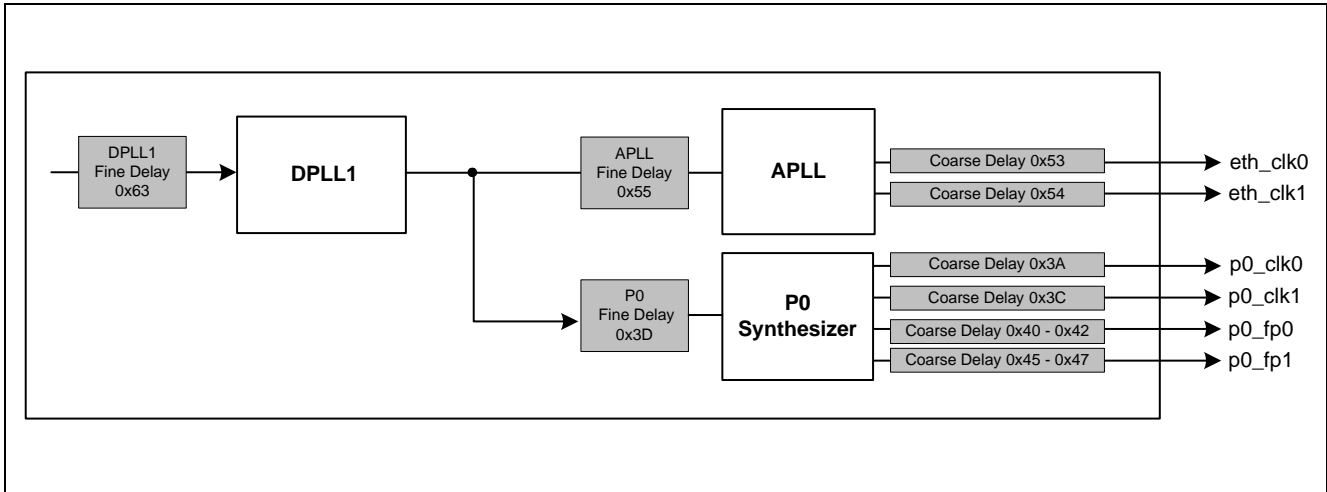 DPLL1
Fine Delay
0x63
DPLL1
APLL
Fine Delay
0x55
APLL
Coarse Delay 0x53
eth_clk0
Coarse Delay 0x54
eth_clk1
P0
Fine Delay
0x3D
P0
Synthesizer
Coarse Delay 0x3A
p0_clk0
Coarse Delay 0x3C
p0_clk1
Coarse Delay 0x40 - 0x42
p0_fp0
Coarse Delay 0x45 - 0x47
p0_fp1